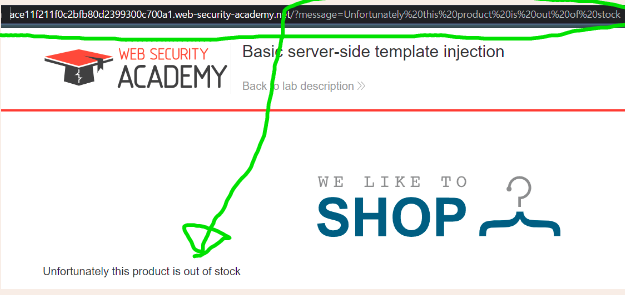 ace11f211f0c2bfb80d2399300c700a1.web-security-academy.net/?message=Unfortunately%20this%20product%20is%20out%20of%20stock
WEB SECURITY
ACADEMY
Basic server-side template injection
Back to lab description
WE LIKE TO
SHOP
Unfortunately this product is out of stock